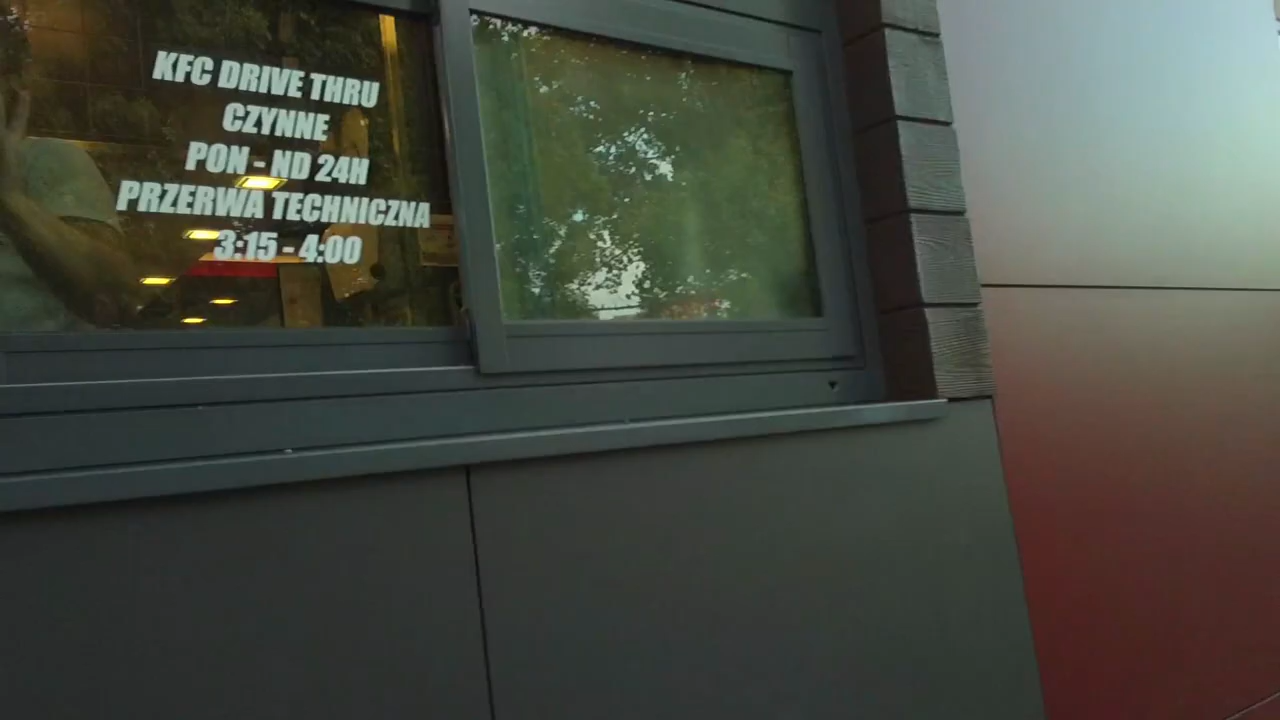 KFC DRIVE THRU
CZYNNE
PON - ND 24H
PRZERWA TECHNICZNA
3:15 - 4:00